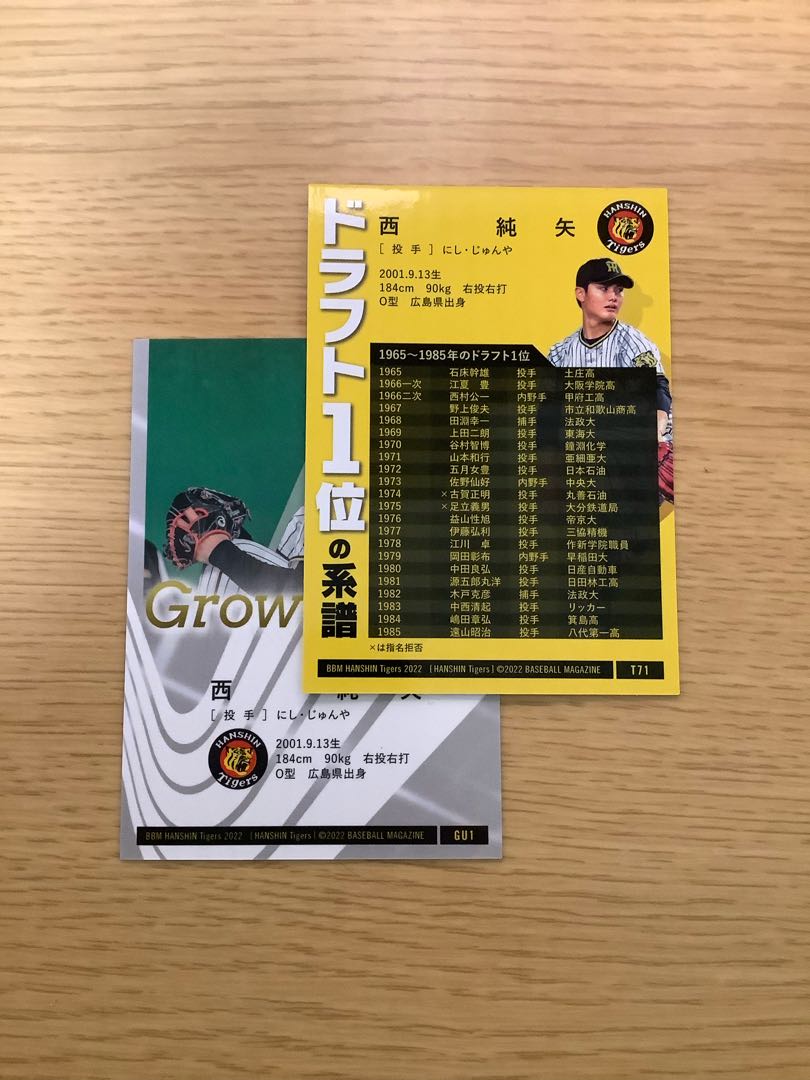 ドラフト1位の系譜
西 純 矢
HANSHIN Tigers
[投手] にし・じゅんや
2001.9.13生
184cm 90kg 右投右打
O型 広島県出身
1965〜1985年のドラフト1位
1965 石床幹雄 投手 土庄高
1966一次 江夏 豊 投手 大阪学院高
1966二次 西村公一 内野手 甲府工高
1967 野上俊夫 投手 市立和歌山商高
1968 田淵幸一 捕手 法政大
1969 上田二朗 投手 東海大
1970 谷村智博 投手 鐘淵化学
1971 山本和行 投手 亜細亜大
1972 五月女豊 投手 日本石油
1973 佐野仙好 内野手 中央大
1974 ×古賀正明 投手 丸善石油
1975 ×足立義男 投手 大分鉄道局
1976 益山性旭 投手 帝京大
1977 伊藤弘利 投手 三協精機
1978 江川 卓 投手 作新学院職員
1979 岡田彰布 内野手 早稲田大
1980 中田良弘 投手 日産自動車
1981 源五郎丸洋 投手 日田林工高
1982 木戸克彦 捕手 法政大
1983 中西清起 投手 リッカー
1984 嶋田章弘 投手 箕島高
1985 遠山昭治 投手 八代第一高
×は指名拒否
BBM HANSHIN Tigers 2022 (HANSHIN Tigers) ©2022 BASEBALL MAGAZINE T71
Grow
西 純 矢
[投手] にし・じゅんや
HANSHIN Tigers
2001.9.13生
184cm 90kg 右投右打
O型 広島県出身
BBM HANSHIN Tigers 2022 (HANSHIN Tigers) ©2022 BASEBALL MAGAZINE GU1